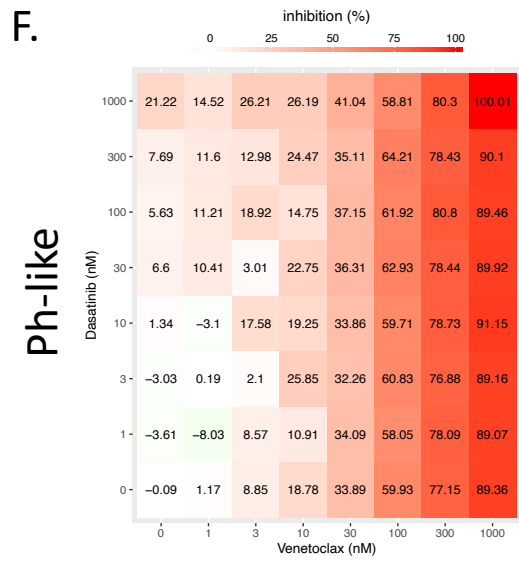 F.
inhibition (%)
0 25 50 75 100
Ph-like
Dasatinib (nM)
1000 21.22 14.52 26.21 26.19 41.04 58.81 80.3 100.01
300 7.69 11.6 12.98 24.47 35.11 64.21 78.43 90.1
100 5.63 11.21 18.92 14.75 37.15 61.92 80.8 89.46
30 6.6 10.41 3.01 22.75 36.31 62.93 78.44 89.92
10 1.34 −3.1 17.58 19.25 33.86 59.71 78.73 91.15
3 −3.03 0.19 2.1 25.85 32.26 60.83 76.88 89.16
1 −3.61 −8.03 8.57 10.91 34.09 58.05 78.09 89.07
0 −0.09 1.17 8.85 18.78 33.89 59.93 77.15 89.36
0 1 3 10 30 100 300 1000
Venetoclax (nM)